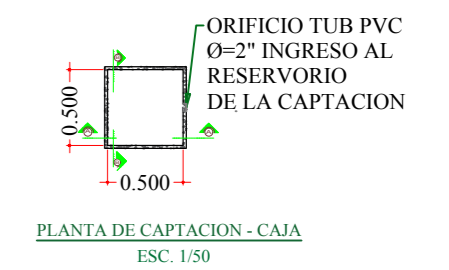 ORIFICIO TUB PVC
Ø=2" INGRESO AL
RESERVORIO
DE LA CAPTACION
0.500
0.500
PLANTA DE CAPTACION - CAJA
ESC. 1/50